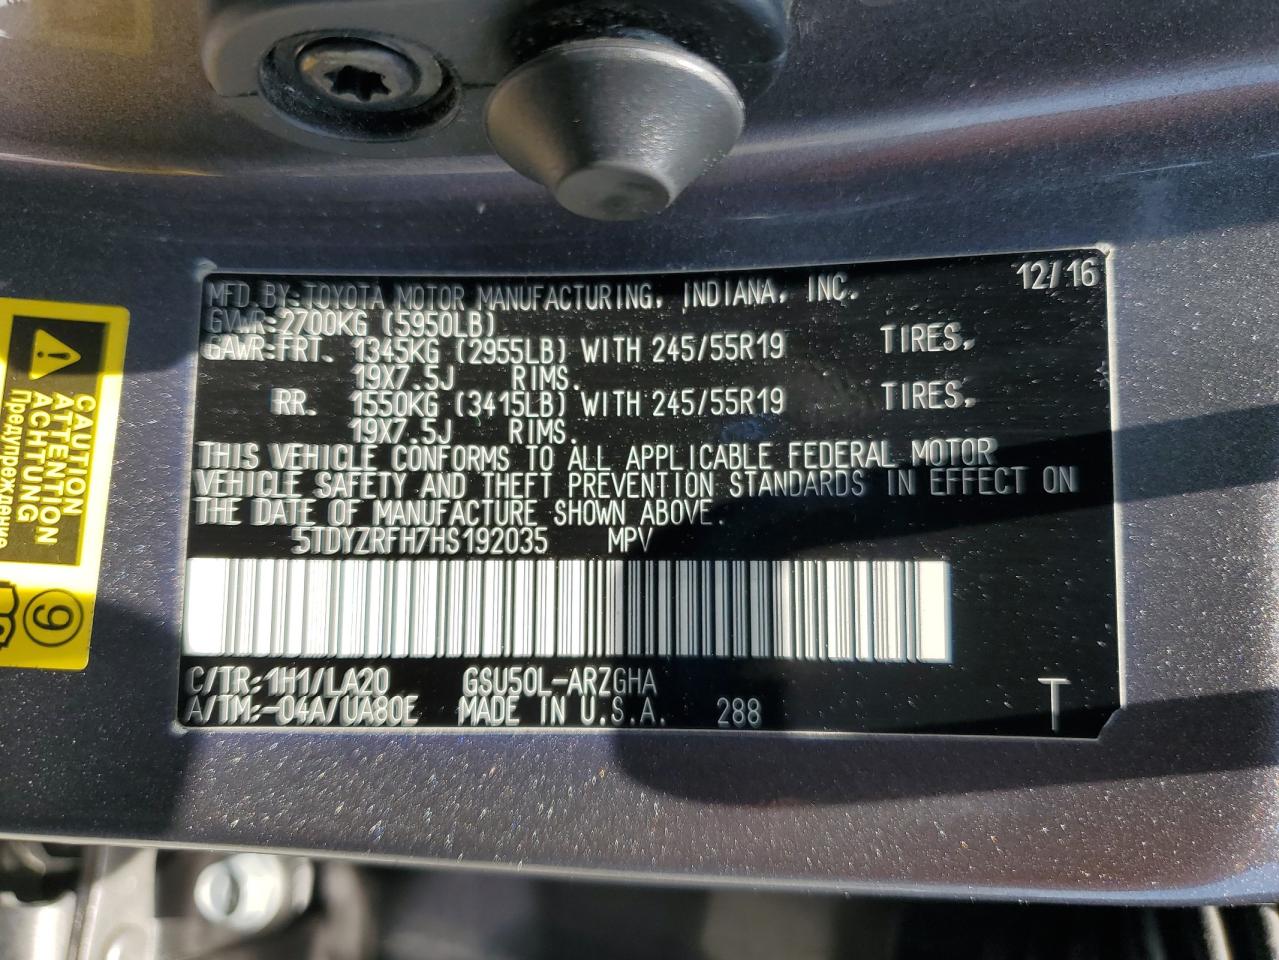 MFD.BY:TOYOTA MOTOR MANUFACTURING, INDIANA, INC. 12/16
GVWR:2700KG (5950LB)
GAWR:FRT. 1345KG (2955LB) WITH 245/55R19 TIRES,
19X7.5J RIMS.
RR. 1550KG (3415LB) WITH 245/55R19 TIRES,
19X7.5J RIMS.
THIS VEHICLE CONFORMS TO ALL APPLICABLE FEDERAL MOTOR
VEHICLE SAFETY AND THEFT PREVENTION STANDARDS IN EFFECT ON
THE DATE OF MANUFACTURE SHOWN ABOVE.
5TDYZRFH7HS192035 MPV
C/TR:1H1/LA20 GSU50L-ARZGHA
A/TM:-04A/UA80E MADE IN U.S.A. 288 T
CAUTION
ATTENTION
ACHTUNG
Предупреждение
9